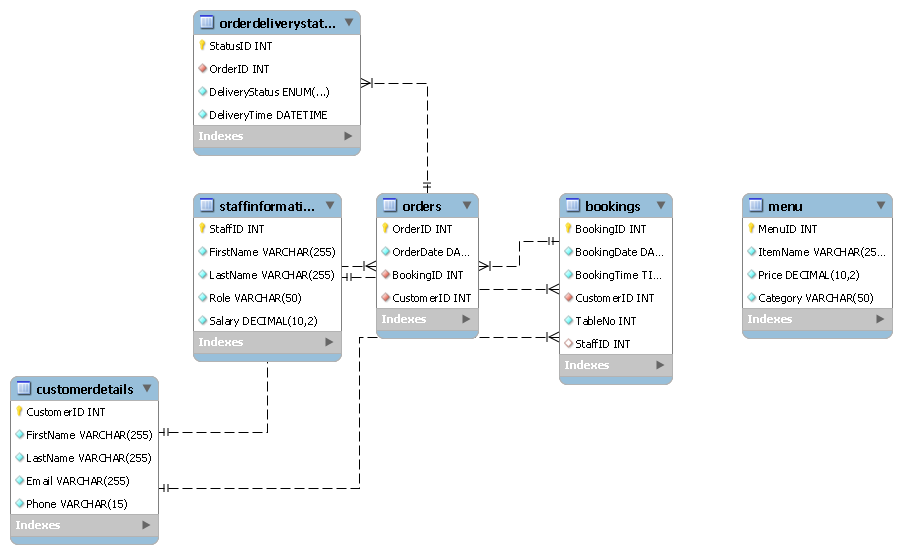 orderdeliverystat...
StatusID INT
OrderID INT
DeliveryStatus ENUM(...)
DeliveryTime DATETIME
Indexes
staffinformati...
StaffID INT
FirstName VARCHAR(255)
LastName VARCHAR(255)
Role VARCHAR(50)
Salary DECIMAL(10,2)
Indexes
orders
OrderID INT
OrderDate DA...
BookingID INT
CustomerID INT
Indexes
bookings
BookingID INT
BookingDate DA...
BookingTime TI...
CustomerID INT
TableNo INT
StaffID INT
Indexes
menu
MenuID INT
ItemName VARCHAR(25...
Price DECIMAL(10,2)
Category VARCHAR(50)
Indexes
customerdetails
CustomerID INT
FirstName VARCHAR(255)
LastName VARCHAR(255)
Email VARCHAR(255)
Phone VARCHAR(15)
Indexes